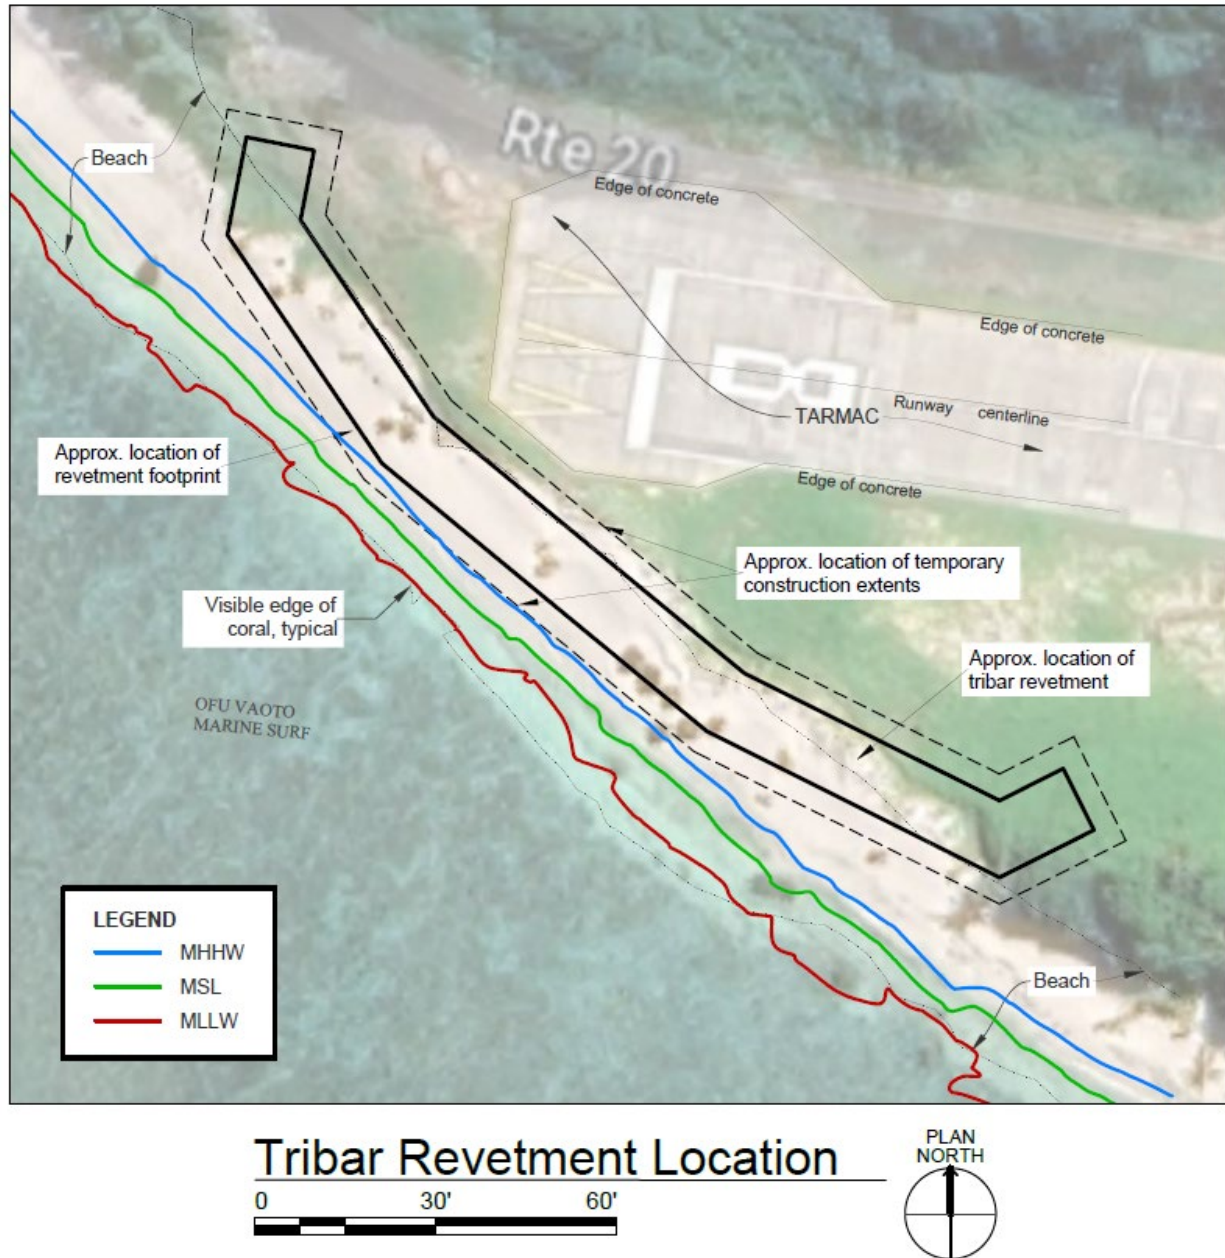 Rte 20
Edge of concrete
Beach
Edge of concrete
Runway centerline
TARMAC
Approx. location of
revetment footprint
Edge of concrete
Approx. location of temporary
construction extents
Visible edge of
coral, typical
Approx. location of
tribar revetment
OFU VAOTO
MARINE SURF
LEGEND
MHHW
MSL
MLLW
Beach
Tribar Revetment Location
0 30' 60'
PLAN
NORTH